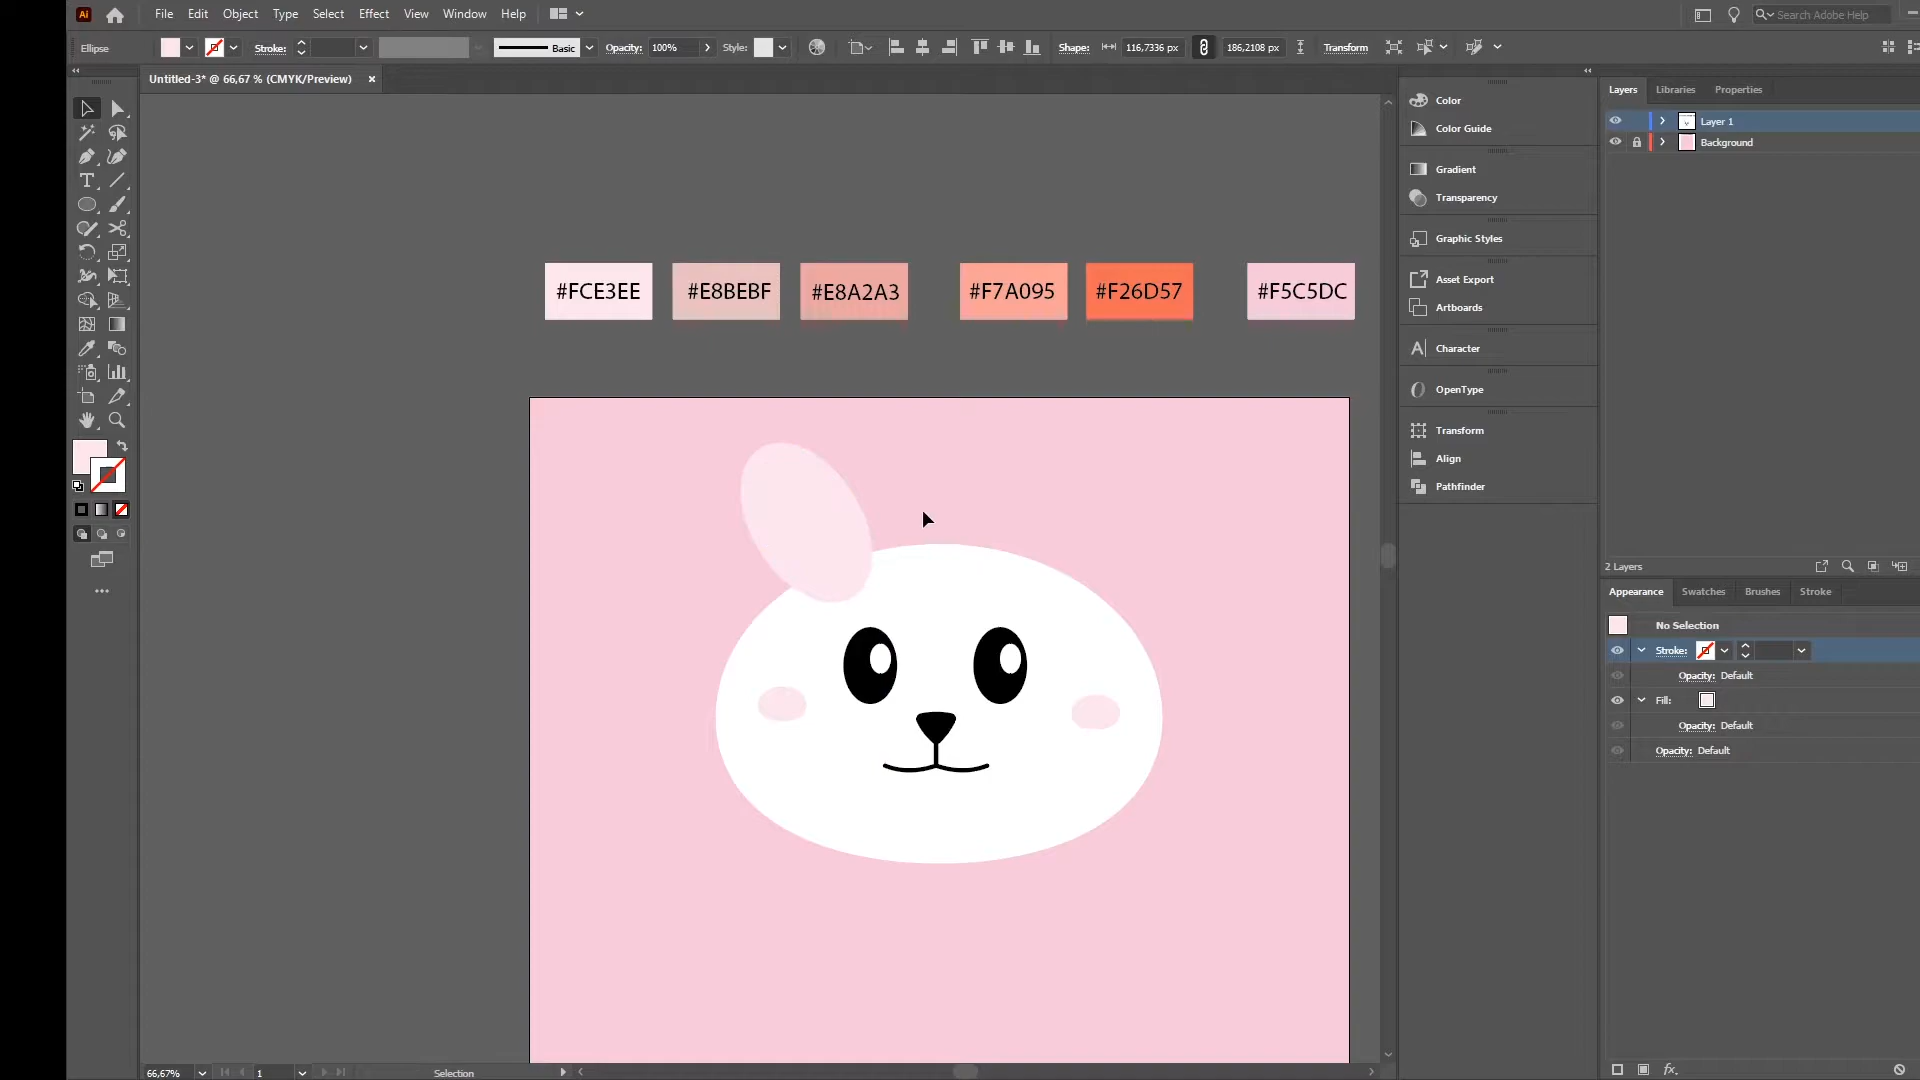 Ai File Edit Object Type Select Effect View Window Help Search Adobe Help
Ellipse Stroke: Basic Opacity: 100% Style: Shape: 116,7336 px 186,2108 px Transform
Untitled-3* @ 66,67 % (CMYK/Preview) ×
Color
Color Guide
Gradient
Transparency
Graphic Styles
Asset Export
Artboards
Character
OpenType
Transform
Align
Pathfinder
Layers Libraries Properties
Layer 1
Background
#FCE3EE #E8BEBF #E8A2A3 #F7A095 #F26D57 #F5C5DC
2 Layers
Appearance Swatches Brushes Stroke
No Selection
Stroke:
Opacity: Default
Fill:
Opacity: Default
Opacity: Default
fx
66,67% 1 Selection